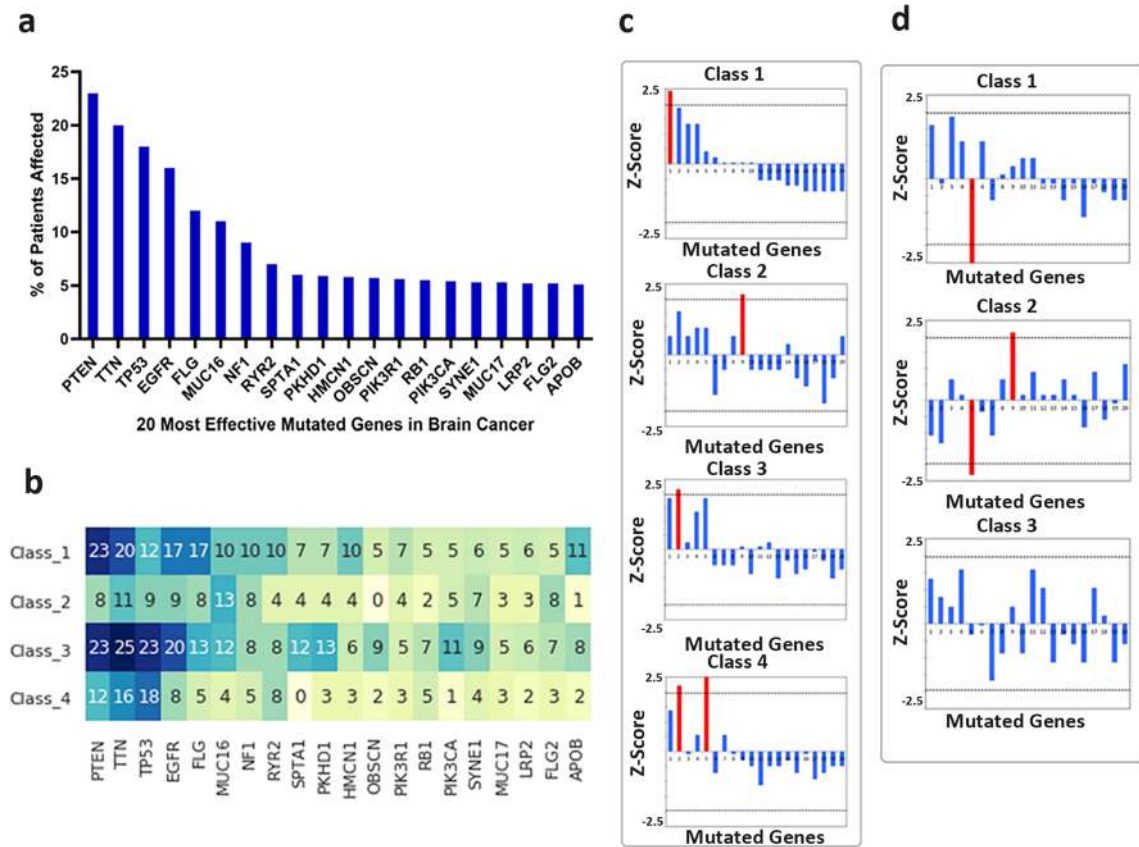 a
25
20
15
10
5
0
% of Patients Affected
PTEN
TTN
TP53
EGFR
FLG
MUC16
NF1
RYR2
SPTA1
PKHD1
HMCN1
OBSCN
PIK3R1
RB1
PIK3CA
SYNE1
MUC17
LRP2
FLG2
APOB
20 Most Effective Mutated Genes in Brain Cancer
b
Class_1 23 20 12 17 17 10 10 10 7 7 10 5 7 5 5 6 5 6 5 11
Class_2 8 11 9 9 8 13 8 4 4 4 4 0 4 2 5 7 3 3 8 1
Class_3 23 25 23 20 13 12 8 8 12 13 6 9 5 7 11 9 5 6 7 8
Class_4 12 16 18 8 5 4 8 8 0 3 3 2 3 5 1 4 3 2 3 2
PTEN
TTN
TP53
EGFR
FLG
MUC16
NF1
RYR2
SPTA1
PKHD1
HMCN1
OBSCN
PIK3R1
RB1
PIK3CA
SYNE1
MUC17
LRP2
FLG2
APOB
c
Class 1
2.5
Z-Score
-2.5
Mutated Genes
Class 2
2.5
Z-Score
-2.5
Mutated Genes
Class 3
2.5
Z-Score
-2.5
Mutated Genes
Class 4
2.5
Z-Score
-2.5
Mutated Genes
d
Class 1
2.5
Z-Score
-2.5
Mutated Genes
Class 2
2.5
Z-Score
-2.5
Mutated Genes
Class 3
2.5
Z-Score
-2.5
Mutated Genes